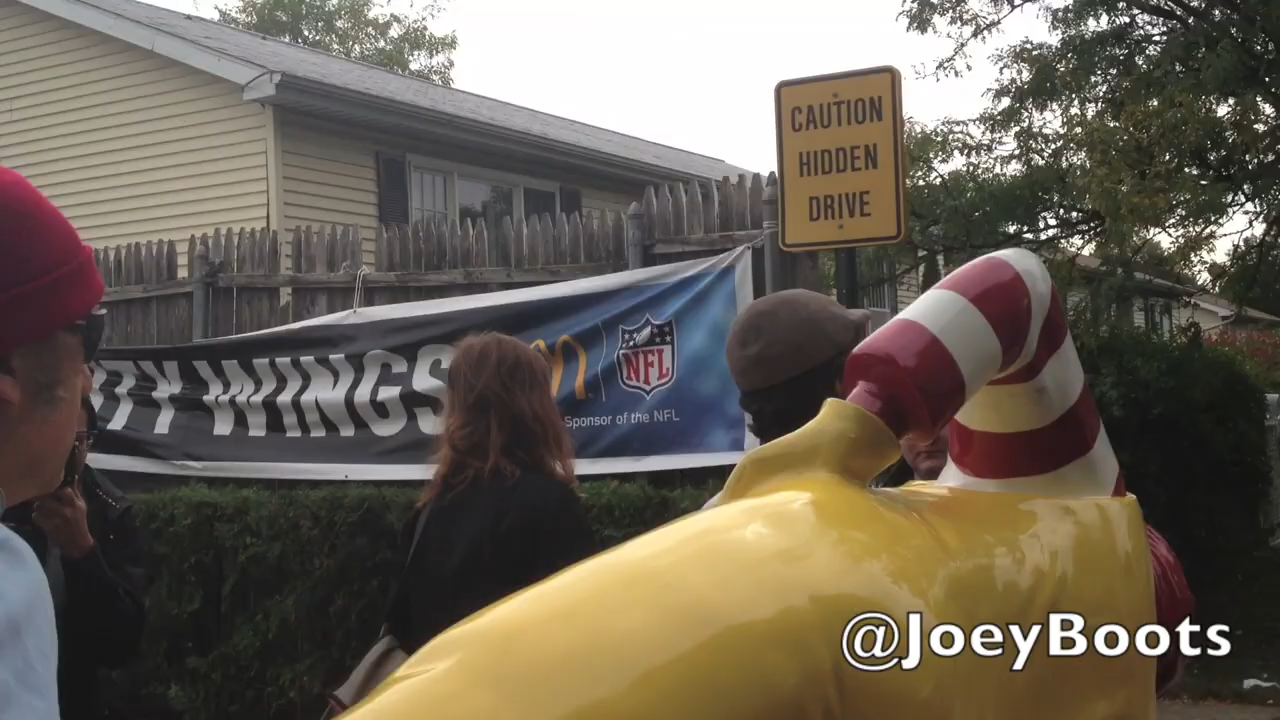 CAUTION
HIDDEN
DRIVE
WINGS
NFL
Sponsor of the NFL
@JoeyBoots